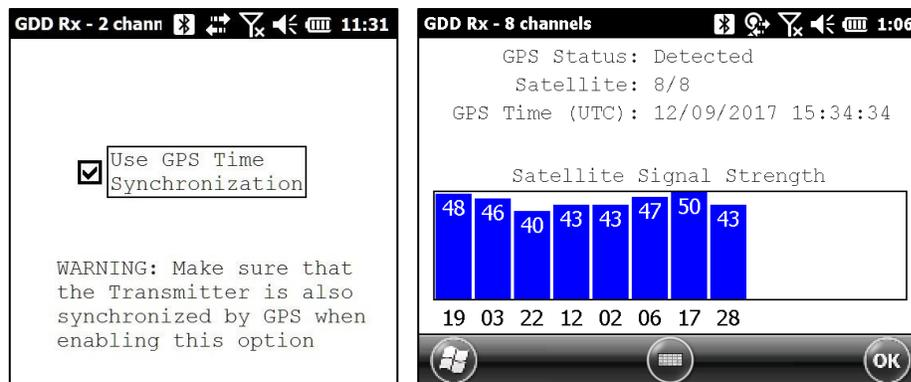 GDD Rx - 2 chann 11:31
Use GPS Time
Synchronization
WARNING: Make sure that
the Transmitter is also
synchronized by GPS when
enabling this option
GDD Rx - 8 channels 1:06
GPS Status: Detected
Satellite: 8/8
GPS Time (UTC): 12/09/2017 15:34:34
Satellite Signal Strength
48 46 40 43 43 47 50 43
19 03 22 12 02 06 17 28
OK